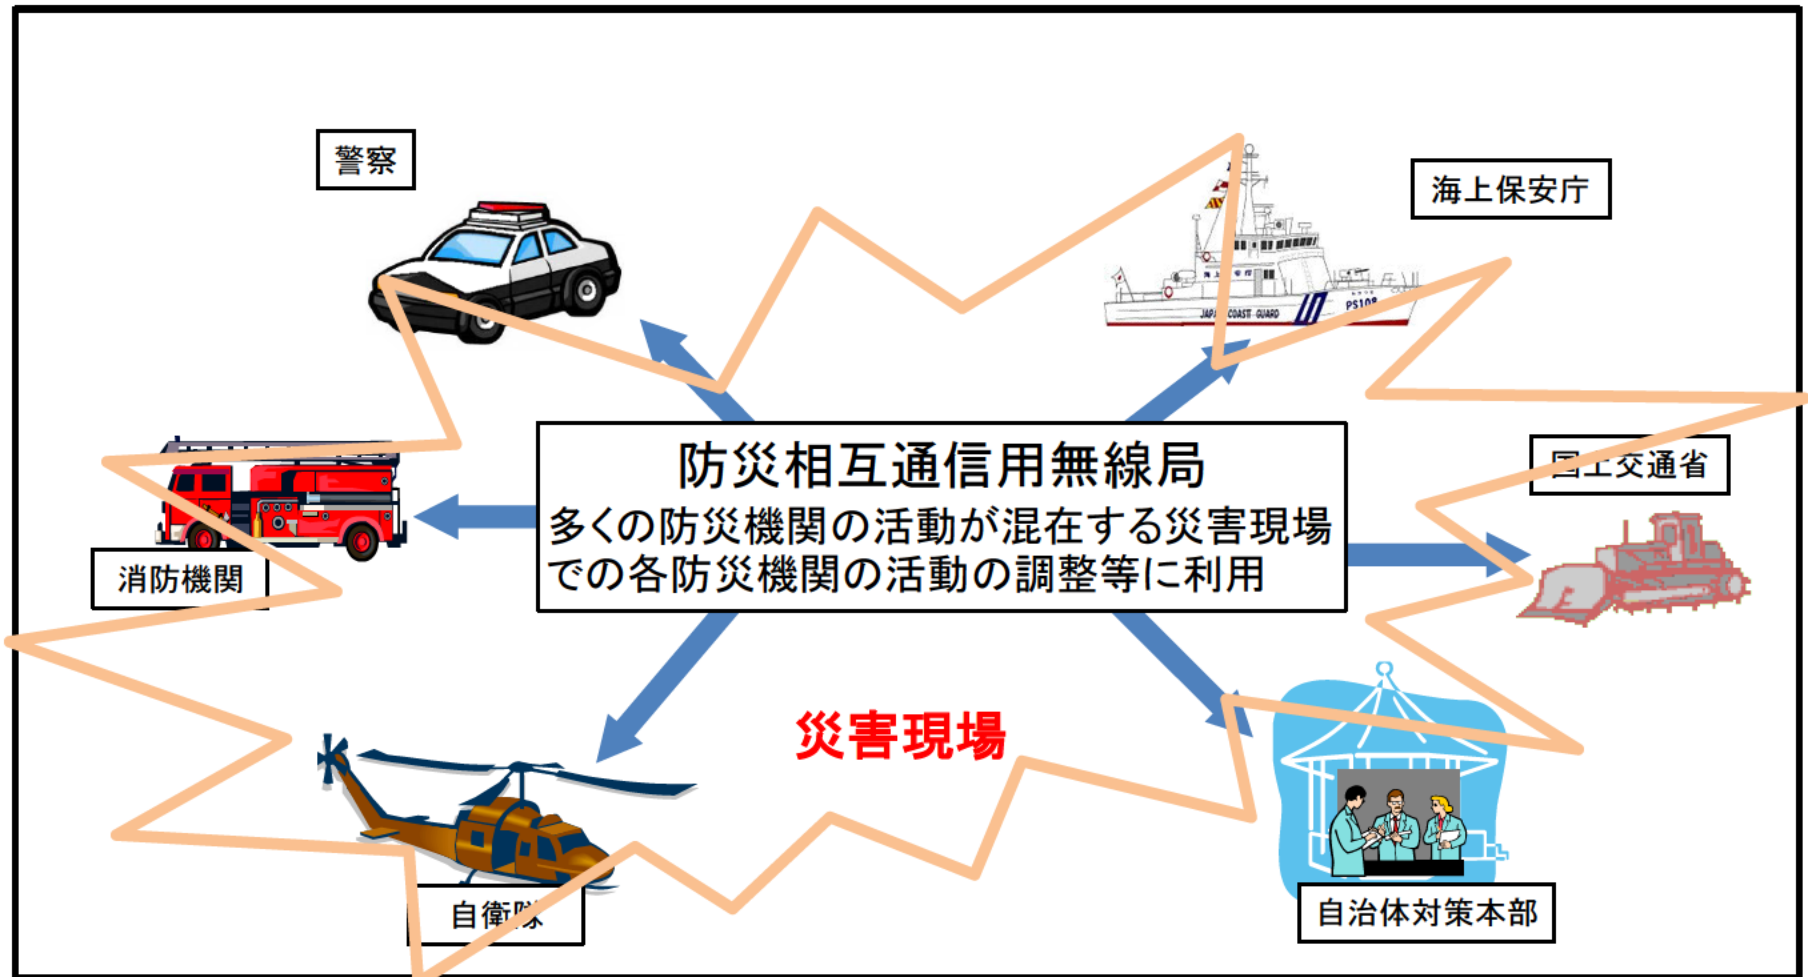 警察
海上保安庁
防災相互通信用無線局
多くの防災機関の活動が混在する災害現場
での各防災機関の活動の調整等に利用
国土交通省
消防機関
災害現場
自衛隊
自治体対策本部
PS108
JAPAN COAST GUARD